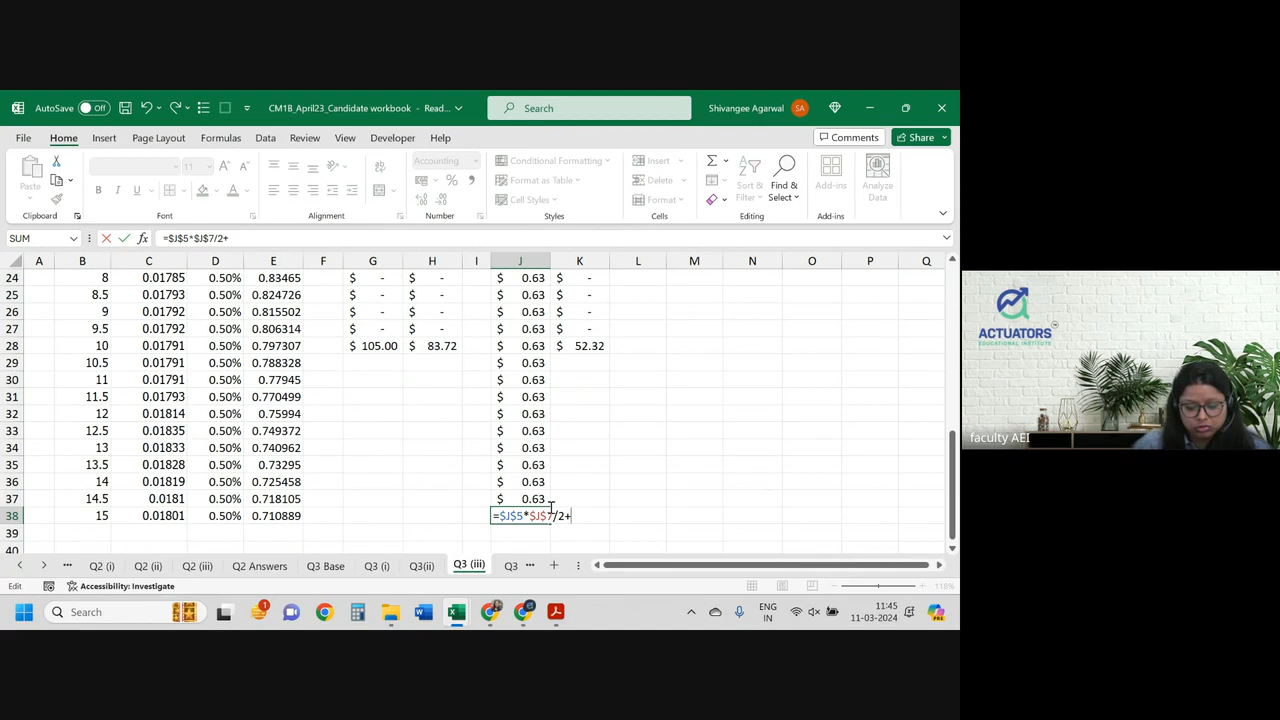 AutoSave Off CM1B_April23_Candidate workbook - Read... Search Shivangee Agarwal SA
File Home Insert Page Layout Formulas Data Review View Developer Help Comments Share
Paste 11 A A B I U A Accounting % Conditional Formatting Format as Table Cell Styles Insert Delete Format Sort & Filter Find & Select Add-ins Analyze Data
Clipboard Font Alignment Number Styles Cells Editing Add-ins
SUM fx =$J$5*$J$7/2+
A B C D E F G H I J K L M N O P Q
24 8 0.01785 0.50% 0.83465 $ - $ - $ 0.63 $ -
25 8.5 0.01793 0.50% 0.824726 $ - $ - $ 0.63 $ -
26 9 0.01792 0.50% 0.815502 $ - $ - $ 0.63 $ -
27 9.5 0.01792 0.50% 0.806314 $ - $ - $ 0.63 $ -
28 10 0.01791 0.50% 0.797307 $ 105.00 $ 83.72 $ 0.63 $ 52.32
29 10.5 0.01791 0.50% 0.788328 $ 0.63
30 11 0.01791 0.50% 0.77945 $ 0.63
31 11.5 0.01793 0.50% 0.770499 $ 0.63
32 12 0.01814 0.50% 0.75994 $ 0.63
33 12.5 0.01835 0.50% 0.749372 $ 0.63
34 13 0.01833 0.50% 0.740962 $ 0.63
35 13.5 0.01828 0.50% 0.73295 $ 0.63
36 14 0.01819 0.50% 0.725458 $ 0.63
37 14.5 0.0181 0.50% 0.718105 $ 0.63
38 15 0.01801 0.50% 0.710889 =$J$5*$J$7/2+
39
40
Q2 (i) Q2 (ii) Q2 (iii) Q2 Answers Q3 Base Q3 (i) Q3(ii) Q3 (iii) Q3 ...
Edit Accessibility: Investigate 118%
Search 1 ENG IN 11:45 11-03-2024
ACTUATORS
EDUCATIONAL INSTITUTE
faculty AEI